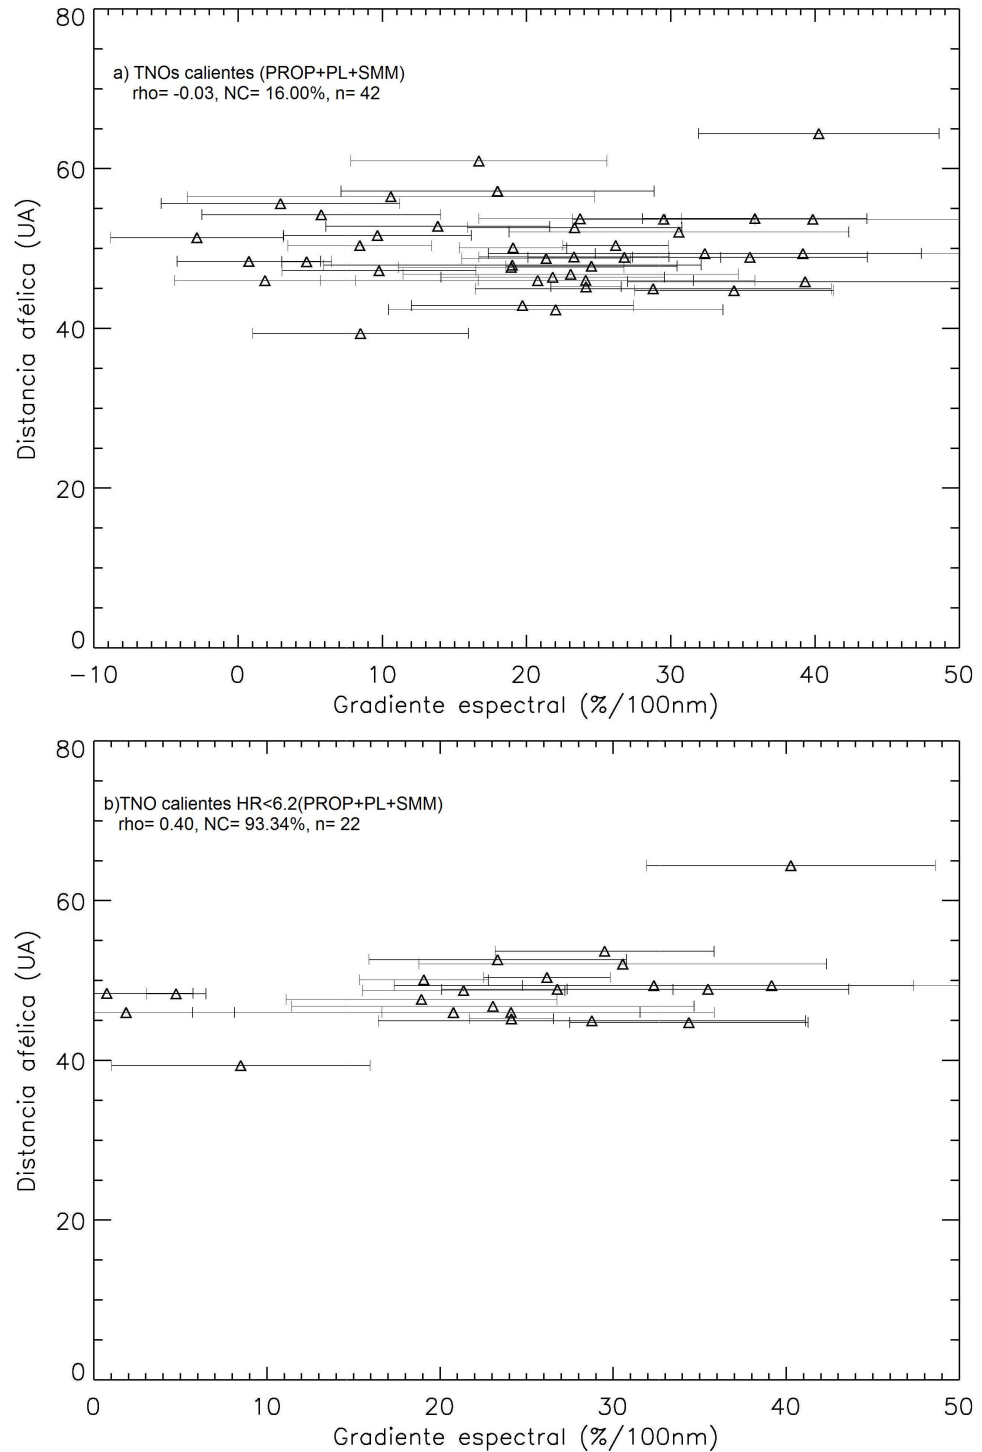 80
60
40
20
0
Distancia afélica (UA)
a) TNOs calientes (PROP+PL+SMM)
rho= -0.03, NC= 16.00%, n= 42
−10 0 10 20 30 40 50
Gradiente espectral (%/100nm)
80
60
40
20
0
Distancia afélica (UA)
b)TNO calientes HR<6.2(PROP+PL+SMM)
rho= 0.40, NC= 93.34%, n= 22
0 10 20 30 40 50
Gradiente espectral (%/100nm)